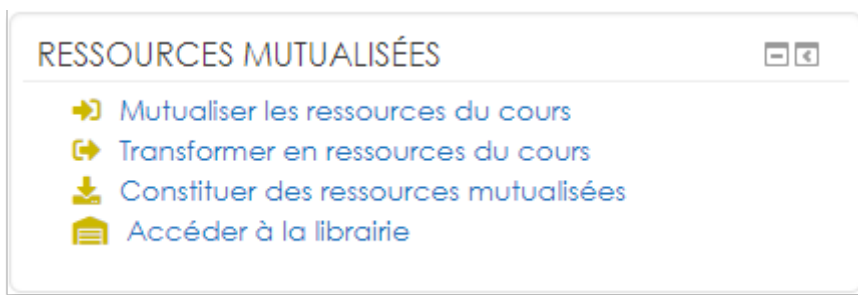 RESSOURCES MUTUALISÉES
Mutualiser les ressources du cours
Transformer en ressources du cours
Constituer des ressources mutualisées
Accéder à la librairie